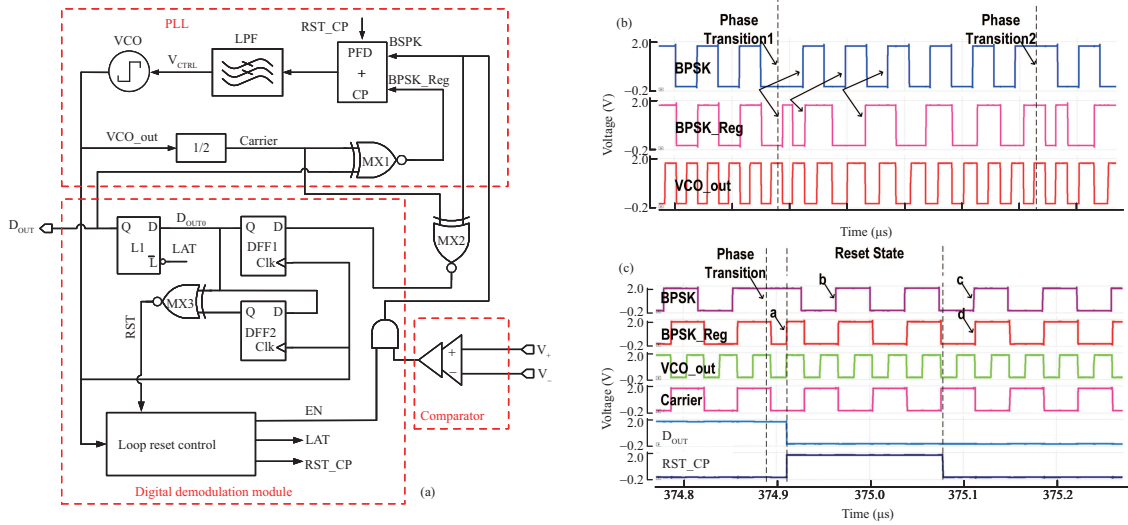 PLL
RST_CP
VCO
LPF
PFD
+
CP
BSPK
V_CTRL
BPSK_Reg
VCO_out
1/2
Carrier
MX1
D_OUT
Q D
L1
L
D_OUT0
LAT
Q D
DFF1
Clk
MX2
MX3
RST
Q D
DFF2
Clk
+
−
V+
V−
Comparator
EN
Loop reset control
LAT
RST_CP
Digital demodulation module
(a)
(b)
Phase
Transition1
Phase
Transition2
Voltage (V)
2.0
BPSK
−0.2
BPSK_Reg
−0.2
2.0
VCO_out
−0.2
Time (μs)
(c)
Phase
Transition
Reset State
Voltage (V)
BPSK
2.0
−0.2
b
c
BPSK_Reg
2.0
−0.2
a
d
VCO_out
2.0
−0.2
Carrier
2.0
−0.2
D_OUT
2.0
−0.2
RST_CP
2.0
−0.2
374.8 374.9 375.0 375.1 375.2
Time (μs)